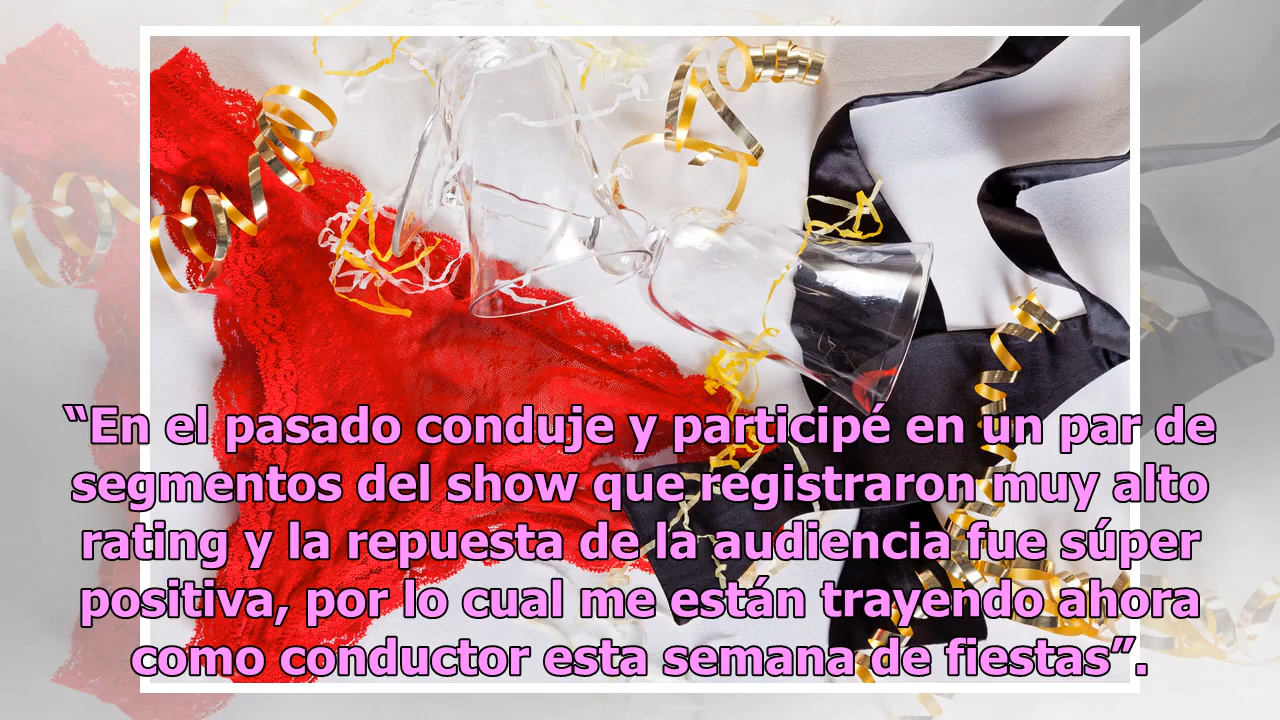 “En el pasado conduje y participé en un par de
segmentos del show que registraron muy alto
rating y la repuesta de la audiencia fue súper
positiva, por lo cual me están trayendo ahora
como conductor esta semana de fiestas”.